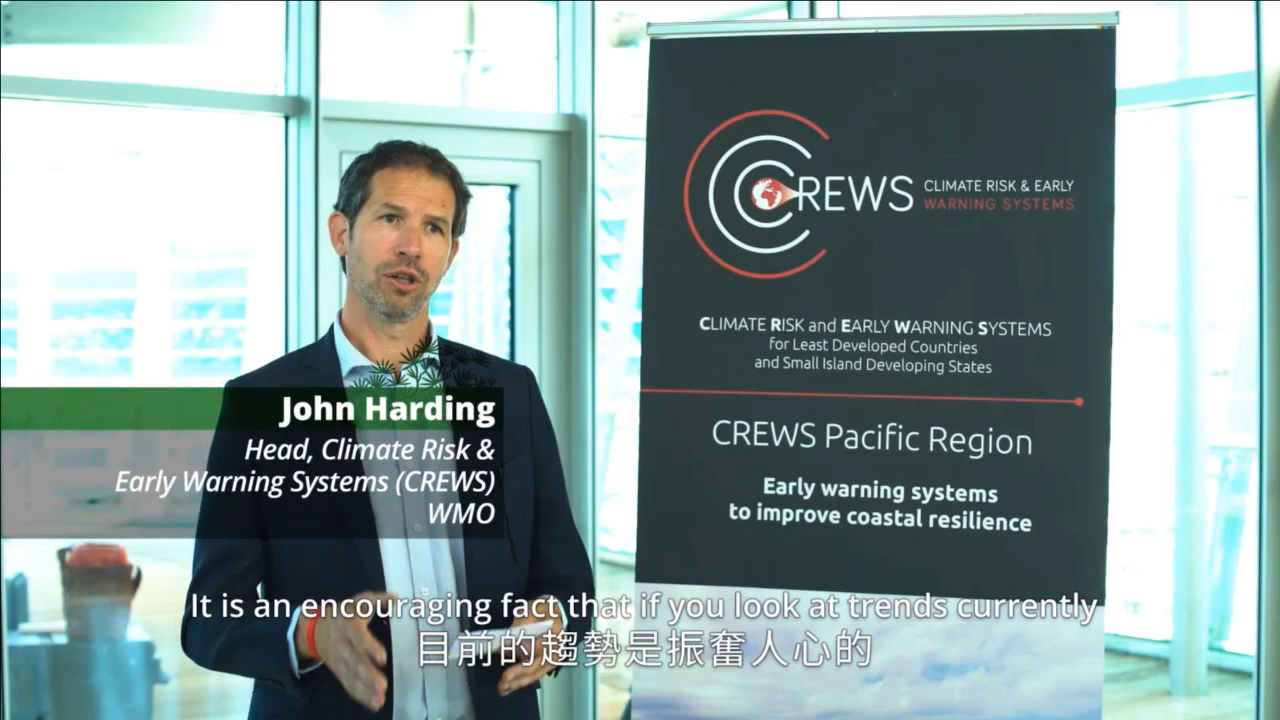 CREWS
CLIMATE RISK & EARLY
WARNING SYSTEMS
CLIMATE RISK and EARLY WARNING SYSTEMS
for Least Developed Countries
and Small Island Developing States
CREWS Pacific Region
Early warning systems
to improve coastal resilience
John Harding
Head, Climate Risk &
Early Warning Systems (CREWS)
WMO
It is an encouraging fact that if you look at trends currently
目前的趨勢是振奮人心的